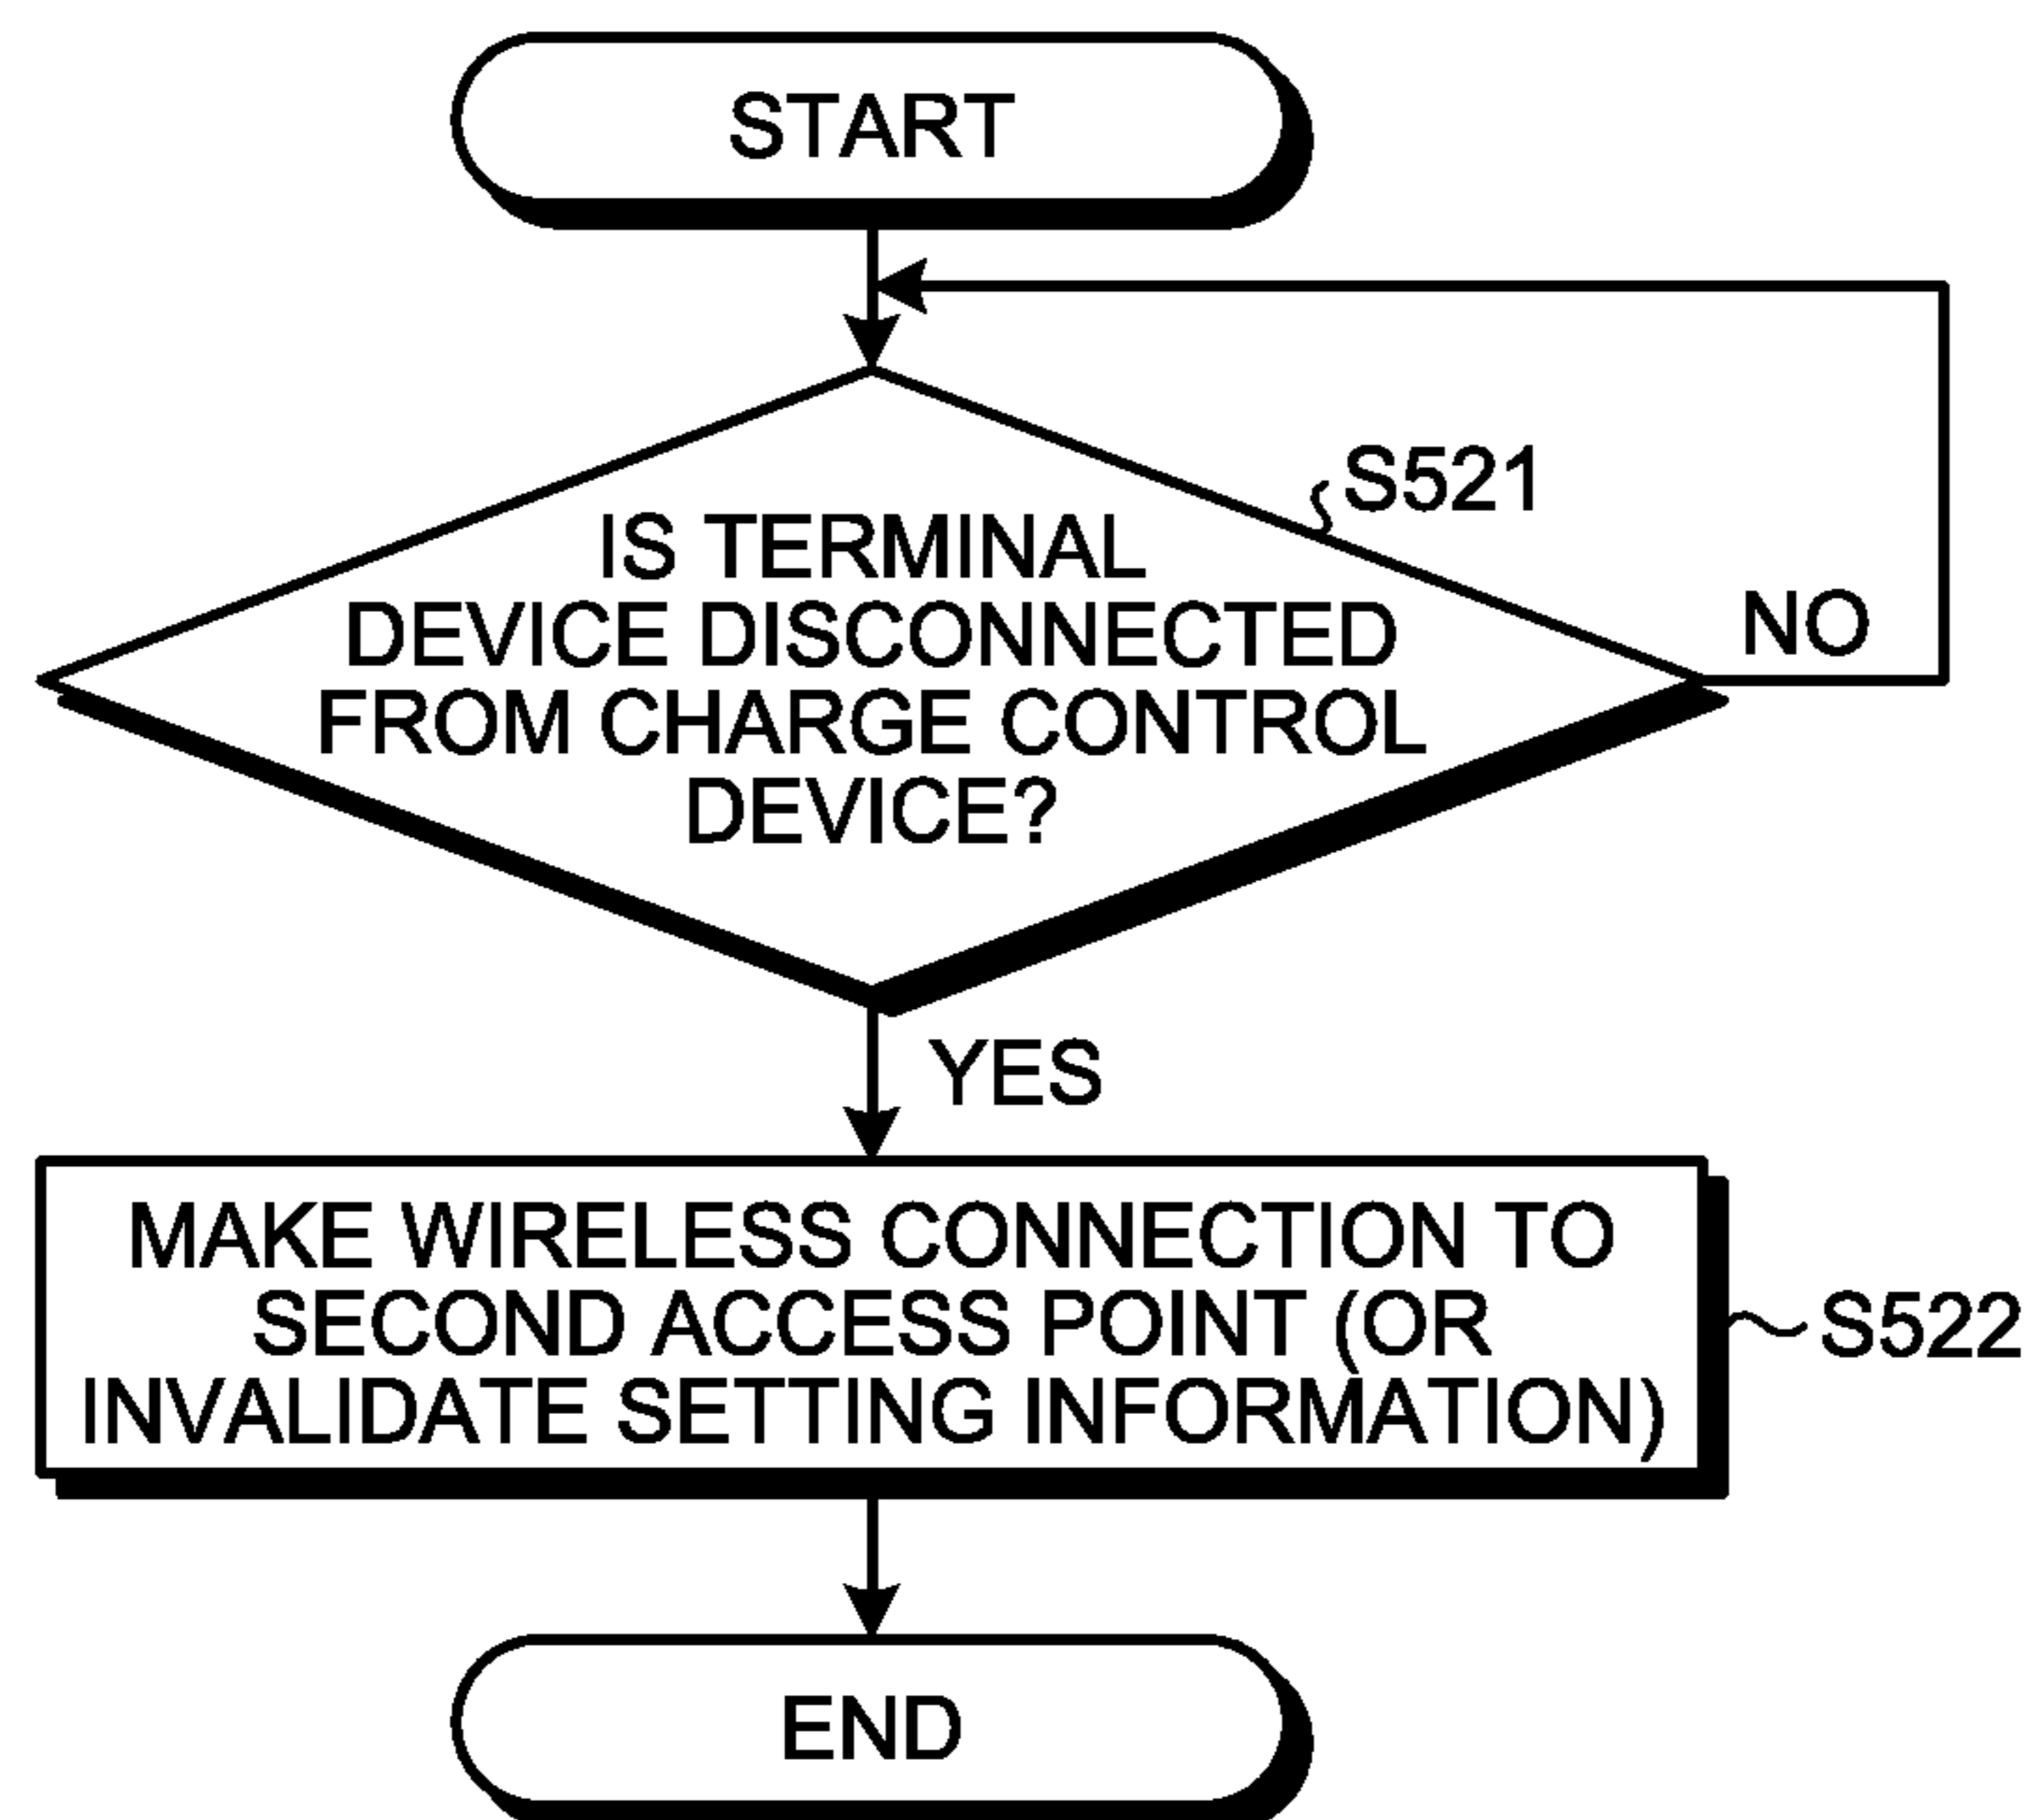 START
S521
IS TERMINAL
DEVICE DISCONNECTED
FROM CHARGE CONTROL
DEVICE?
NO
YES
MAKE WIRELESS CONNECTION TO
SECOND ACCESS POINT (OR
INVALIDATE SETTING INFORMATION)
S522
END